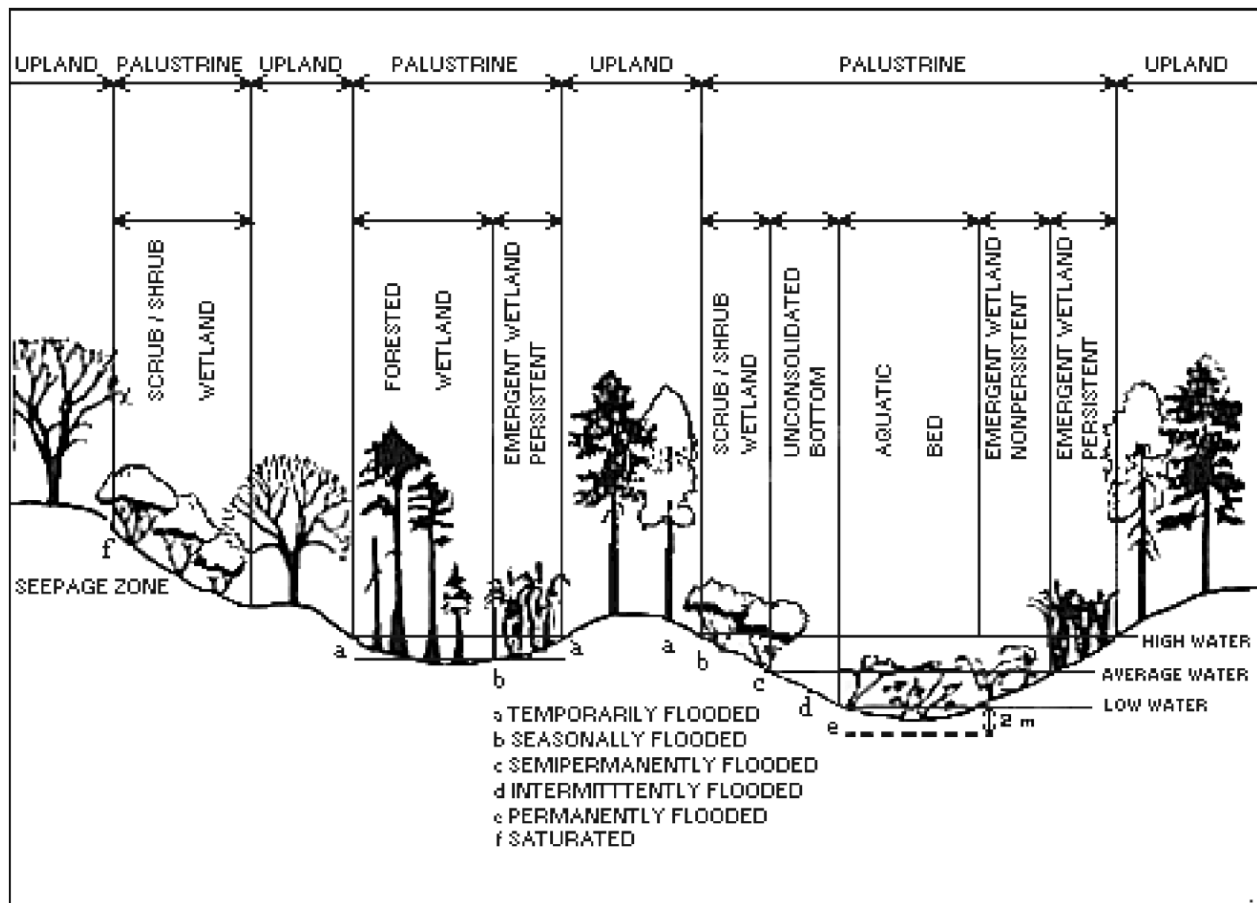 UPLAND PALUSTRINE UPLAND PALUSTRINE UPLAND PALUSTRINE UPLAND
SCRUB / SHRUB
WETLAND
FORESTED
WETLAND
EMERGENT WETLAND
PERSISTENT
SCRUB / SHRUB
WETLAND
UNCONSOLIDATED
BOTTOM
AQUATIC
BED
EMERGENT WETLAND
NONPERSISTENT
EMERGENT WETLAND
PERSISTENT
f
SEEPAGE ZONE
a
b
a
a
b
c
d
e
HIGH WATER
AVERAGE WATER
LOW WATER
2 m
a TEMPORARILY FLOODED
b SEASONALLY FLOODED
c SEMIPERMANENTLY FLOODED
d INTERMITTTENTLY FLOODED
e PERMANENTLY FLOODED
f SATURATED